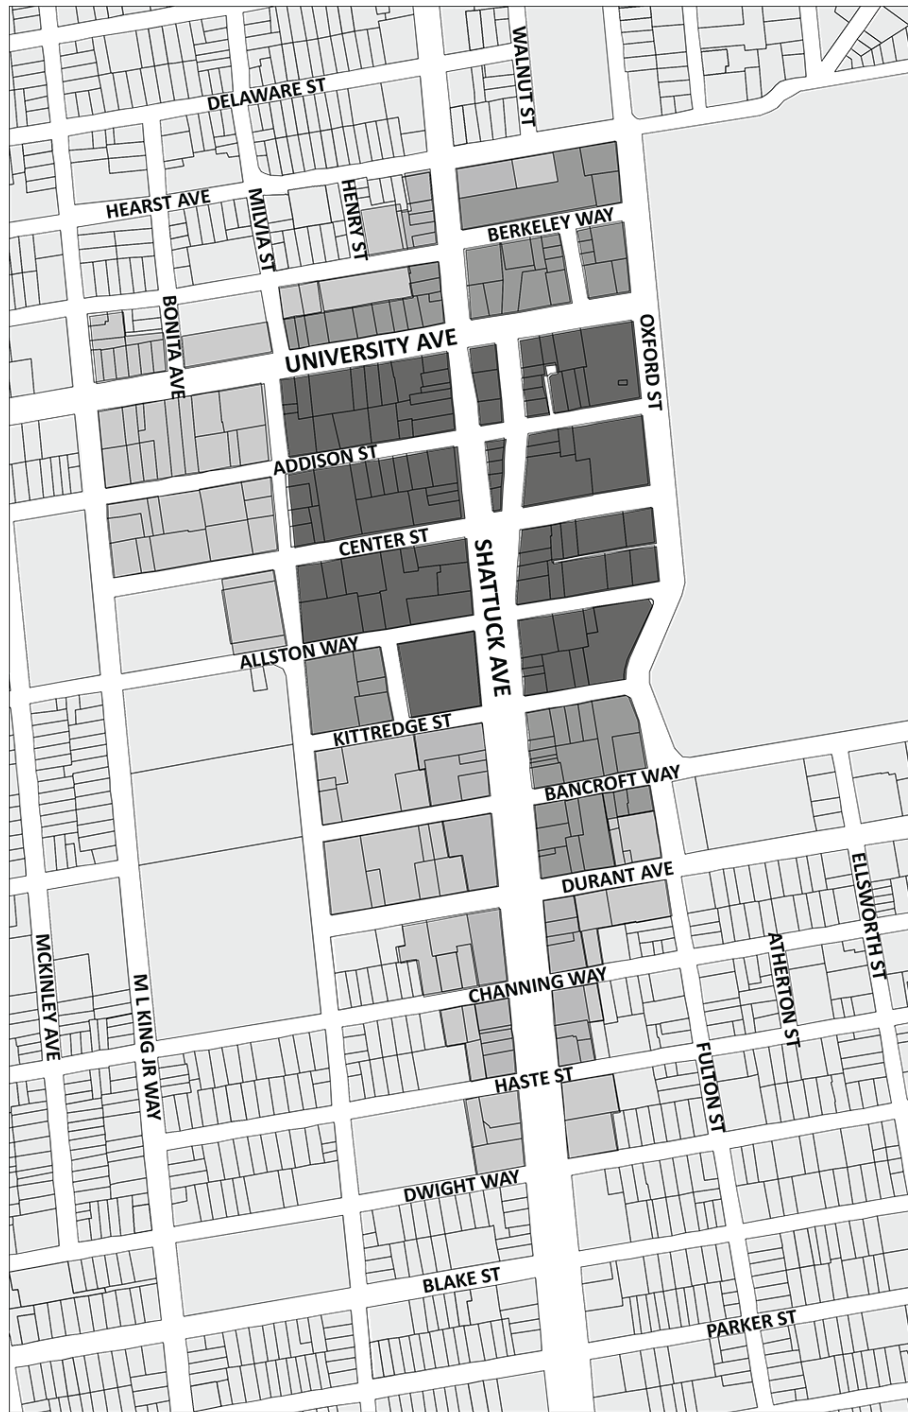 WALNUT ST
DELAWARE ST
HEARST AVE
MILVIA ST
HENRY ST
BERKELEY WAY
BONITA AVE
UNIVERSITY AVE
OXFORD ST
ADDISON ST
CENTER ST
SHATTUCK AVE
ALLSTON WAY
KITTREDGE ST
BANCROFT WAY
DURANT AVE
ELLSWORTH ST
MCKINLEY AVE
M L KING JR WAY
CHANNING WAY
ATHERTON ST
HASTE ST
FULTON ST
DWIGHT WAY
BLAKE ST
PARKER ST